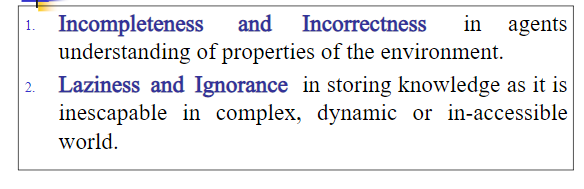 1. Incompleteness and Incorrectness in agents
understanding of properties of the environment.
2. Laziness and Ignorance in storing knowledge as it is
inescapable in complex, dynamic or in-accessible
world.